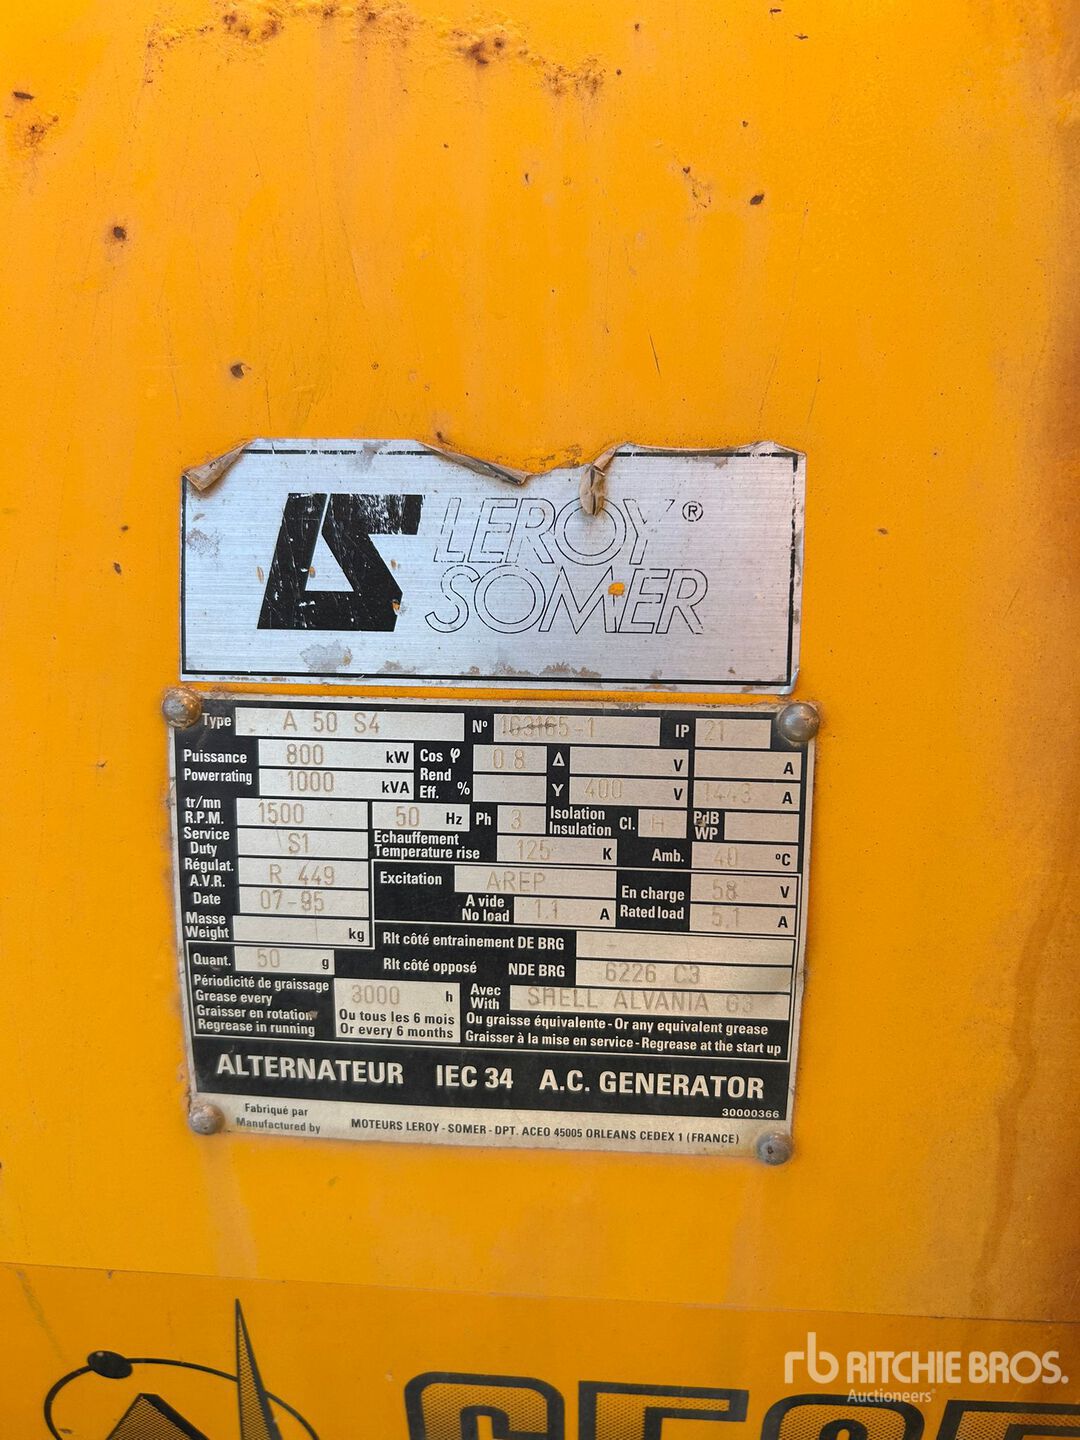 LS LEROY®
SOMER
Type A 50 S4 N° 163165-1 IP 21
Puissance 800 kW Cos φ 0.8 Δ V A
Power rating 1000 kVA Rend Eff. % Y 400 V 1443 A
tr/mn R.P.M. 1500 50 Hz Ph 3 Isolation Insulation Cl. H PdB WP
Service Duty S1 Echauffement Temperature rise 125 K Amb. 40 °C
Régulat. A.V.R. R 449 Excitation AREP En charge 58 V
Date 07-95 A vide No load 1.1 A Rated load 5.1 A
Masse Weight kg Rlt côté entrainement DE BRG
Quant. 50 g Rlt côté opposé NDE BRG 6226 C3
Périodicité de graissage
Grease every 3000 h Avec With SHELL ALVANIA G3
Graisser en rotation Ou tous les 6 mois Ou graisse équivalente - Or any equivalent grease
Regrease in running Or every 6 months Graisser à la mise en service - Regrease at the start up
ALTERNATEUR IEC 34 A.C. GENERATOR
30000366
Fabriqué par
Manufactured by MOTEURS LEROY - SOMER - DPT. ACEO 45005 ORLEANS CEDEX 1 (FRANCE)
rb RITCHIE BROS.
Auctioneers®